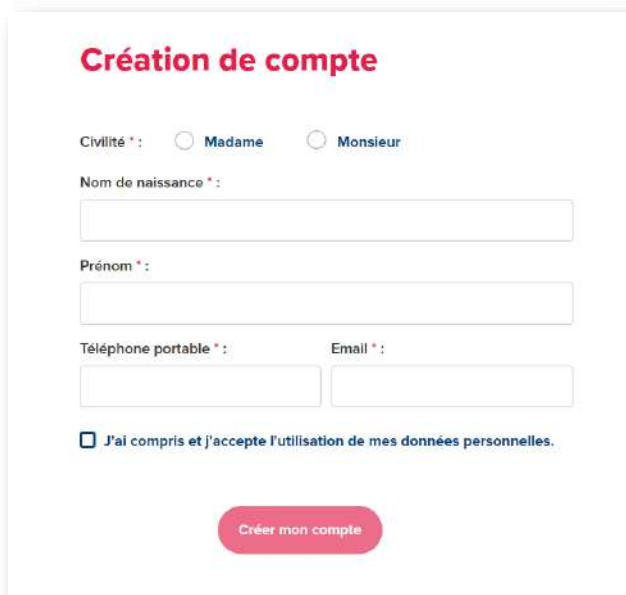 Création de compte
Civilité * : Madame Monsieur
Nom de naissance * :
Prénom * :
Téléphone portable * : Email * :
J'ai compris et j'accepte l'utilisation de mes données personnelles.
Créer mon compte